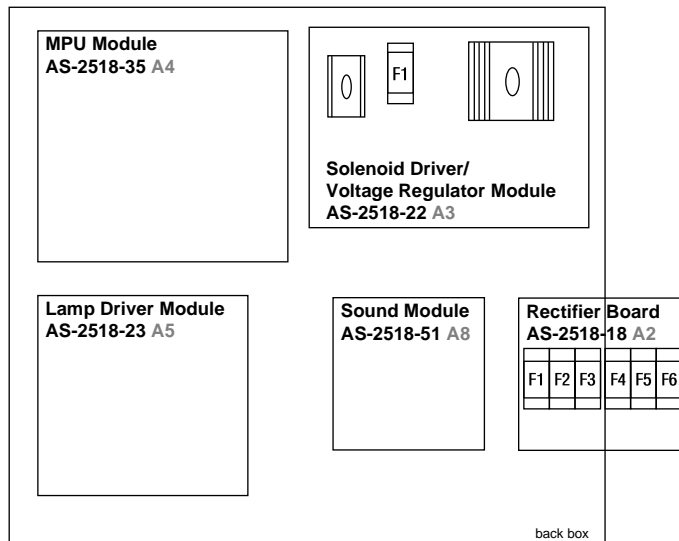 MPU Module
AS-2518-35 A4
F1
Solenoid Driver/
Voltage Regulator Module
AS-2518-22 A3
Lamp Driver Module
AS-2518-23 A5
Sound Module
AS-2518-51 A8
Rectifier Board
AS-2518-18 A2
F1 F2 F3 F4 F5 F6
back box